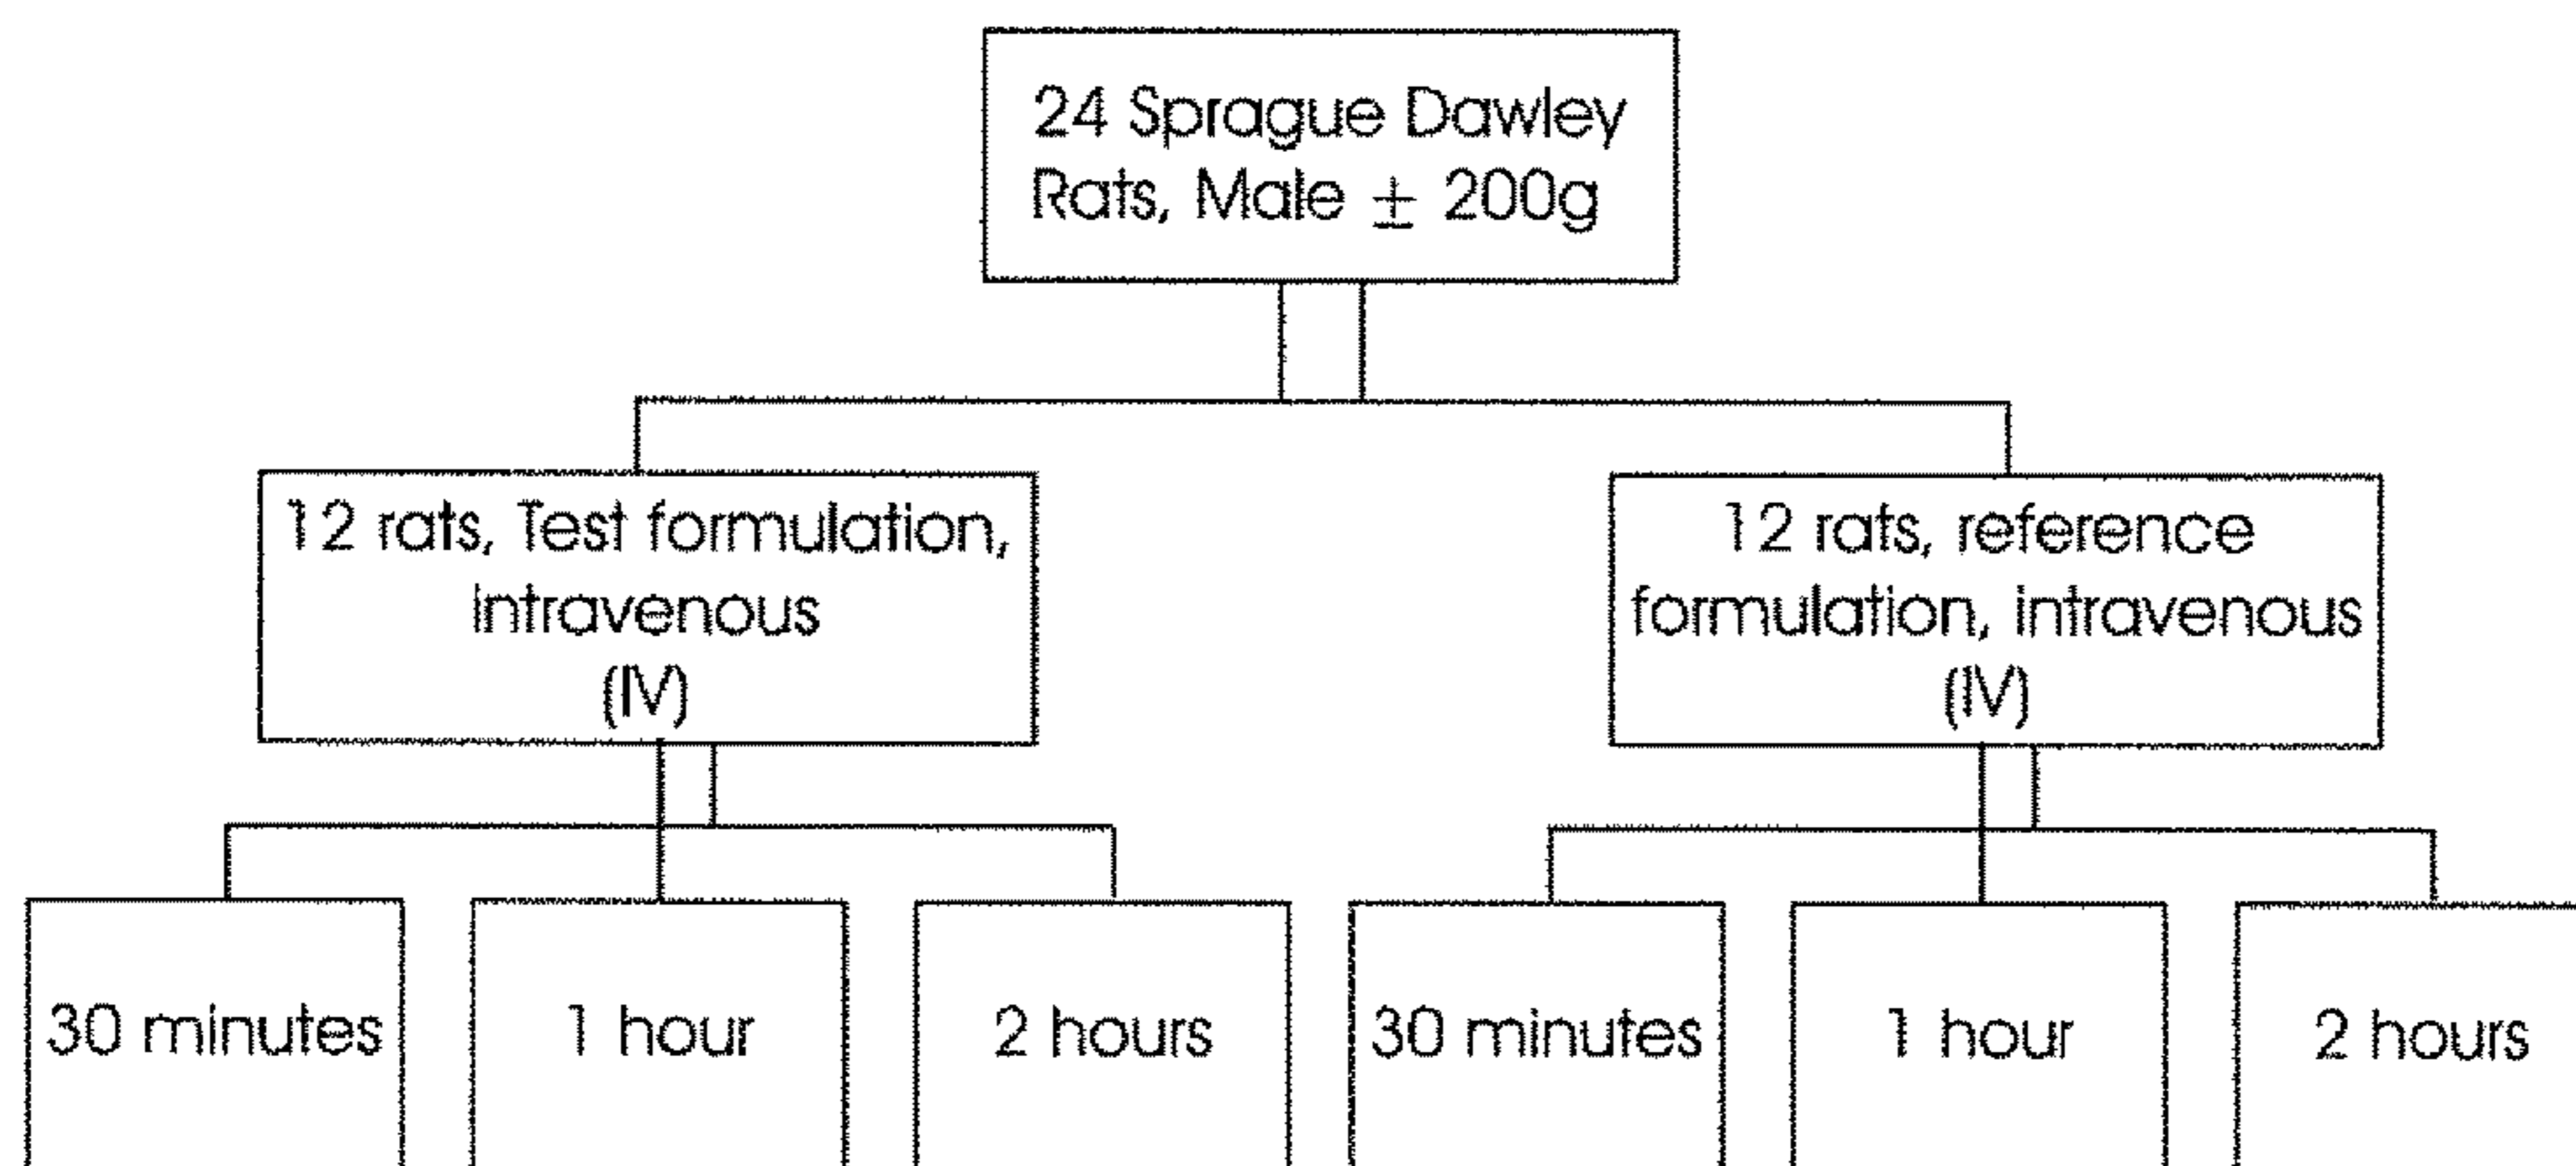 24 Sprague Dawley
Rats, Male ± 200g
12 rats, Test formulation,
intravenous
(IV)
12 rats, reference
formulation, intravenous
(IV)
30 minutes
1 hour
2 hours
30 minutes
1 hour
2 hours